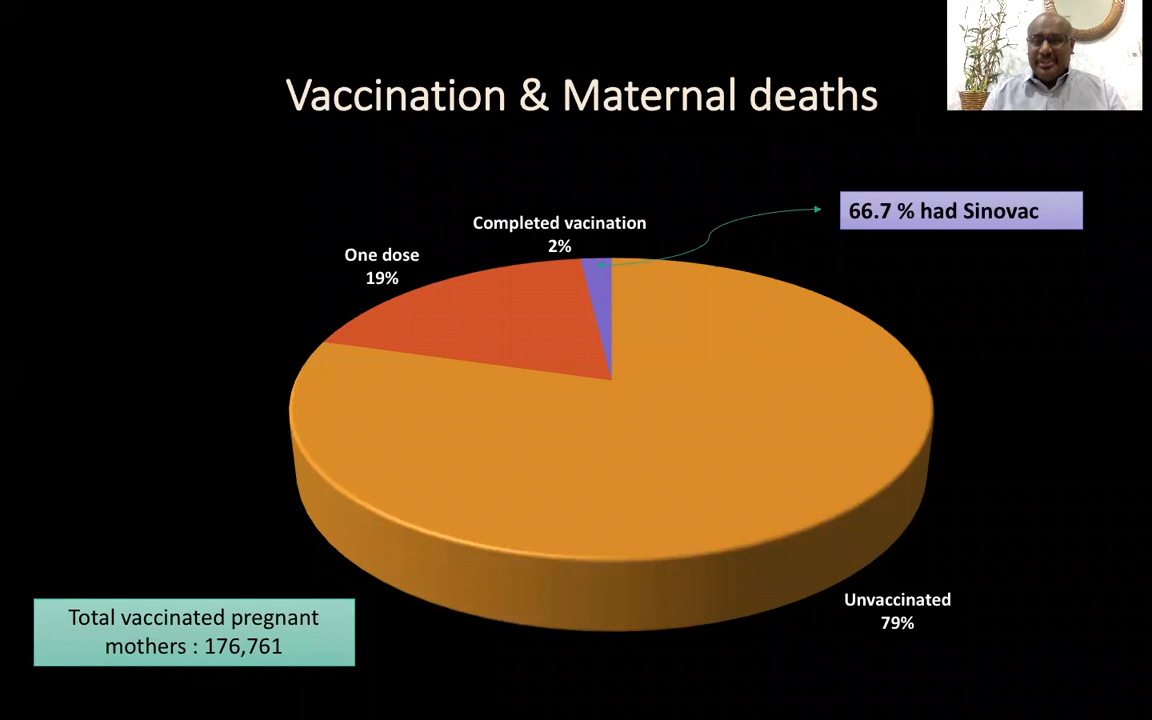 Vaccination & Maternal deaths
66.7 % had Sinovac
Completed vacination
2%
One dose
19%
Unvaccinated
79%
Total vaccinated pregnant
mothers : 176,761